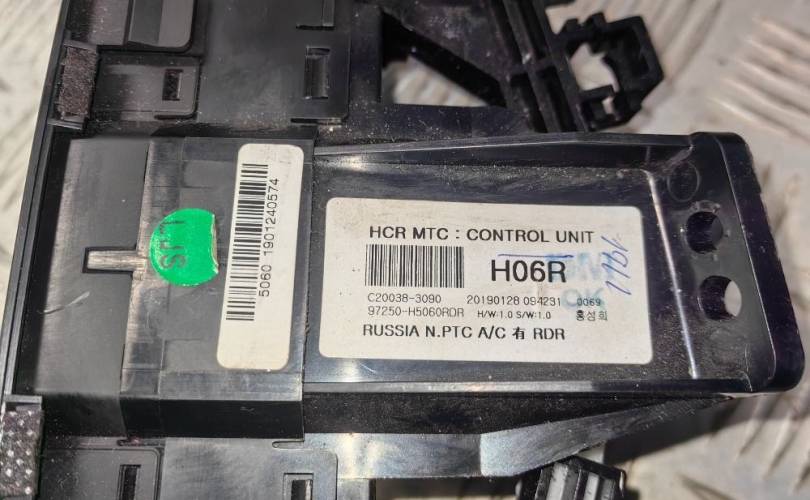 HCR MTC : CONTROL UNIT
H06R
C20038-3090 20190128 094231 0069
97250-H5060RDR H/W:1.0 S/W:1.0 홍성희
RUSSIA N.PTC A/C 有 RDR
5060 1901240574
OK